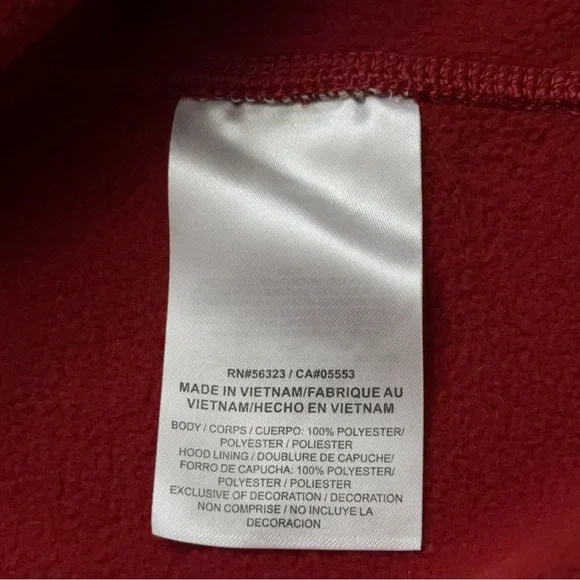 RN#56323 / CA#05553
MADE IN VIETNAM/FABRIQUE AU
VIETNAM/HECHO EN VIETNAM
BODY / CORPS / CUERPO: 100% POLYESTER/
POLYESTER / POLIESTER
HOOD LINING / DOUBLURE DE CAPUCHE/
FORRO DE CAPUCHA: 100% POLYESTER/
POLYESTER / POLIESTER
EXCLUSIVE OF DECORATION / DECORATION
NON COMPRISE / NO INCLUYE LA
DECORACION